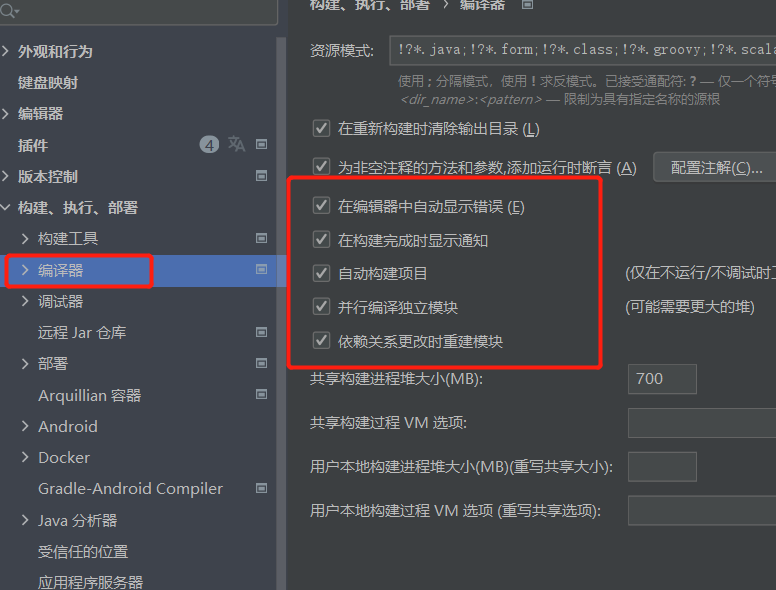 构建、执行、部署 › 编译器
外观和行为
键盘映射
编辑器
插件 4
版本控制
构建、执行、部署
构建工具
编译器
调试器
远程 Jar 仓库
部署
Arquillian 容器
Android
Docker
Gradle-Android Compiler
Java 分析器
受信任的位置
应用程序服务器
资源模式: !?*.java;!?*.form;!?*.class;!?*.groovy;!?*.scala
使用 ; 分隔模式，使用 ! 求反模式。已接受通配符: ? — 仅一个符号
<dir_name>:<pattern> — 限制为具有指定名称的源根
在重新构建时清除输出目录 (L)
为非空注释的方法和参数,添加运行时断言 (A) 配置注解(C)...
在编辑器中自动显示错误 (E)
在构建完成时显示通知
自动构建项目 (仅在不运行/不调试时工
并行编译独立模块 (可能需要更大的堆)
依赖关系更改时重建模块
共享构建进程堆大小(MB): 700
共享构建过程 VM 选项:
用户本地构建进程堆大小(MB)(重写共享大小):
用户本地构建过程 VM 选项 (重写共享选项):